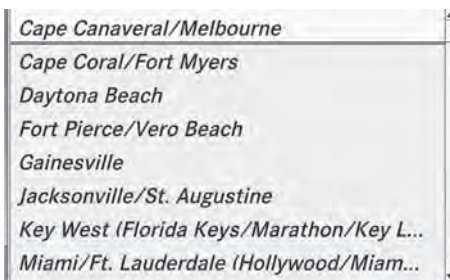 Cape Canaveral/Melbourne
Cape Coral/Fort Myers
Daytona Beach
Fort Pierce/Vero Beach
Gainesville
Jacksonville/St. Augustine
Key West (Florida Keys/Marathon/Key L...
Miami/Ft. Lauderdale (Hollywood/Miam...